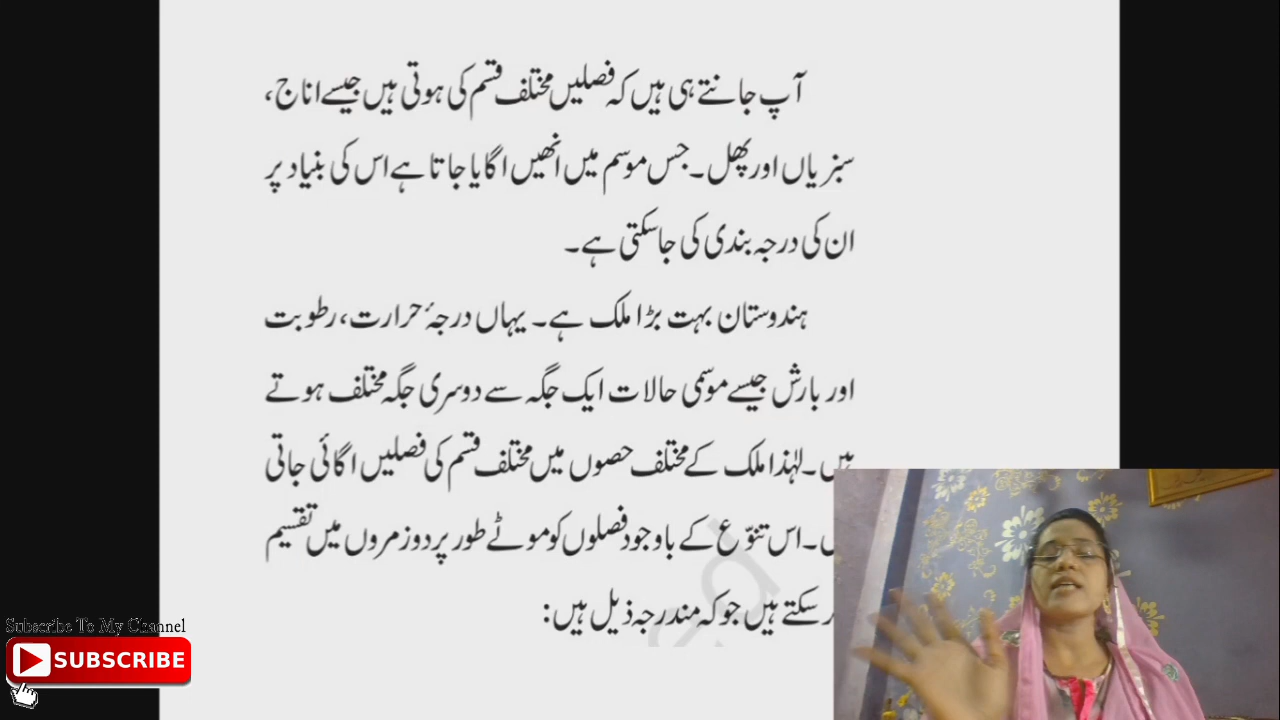 آپ جانتے ہی ہیں کہ فصلیں مختلف قسم کی ہوتی ہیں جیسے اناج،
سبزیاں اور پھل۔ جس موسم میں انھیں اگایا جاتا ہے اس کی بنیاد پر
ان کی درجہ بندی کی جاسکتی ہے۔
ہندوستان بہت بڑا ملک ہے۔ یہاں درجۂ حرارت، رطوبت
اور بارش جیسے موسمی حالات ایک جگہ سے دوسری جگہ مختلف ہوتے
ہیں۔ لہٰذا ملک کے مختلف حصوں میں مختلف قسم کی فصلیں اگائی جاتی
۔ اس تنوّع کے باوجود فصلوں کو موٹے طور پر دو زمروں میں تقسیم
سکتے ہیں جو کہ مندرجہ ذیل ہیں:
Subscribe To My Channel
SUBSCRIBE